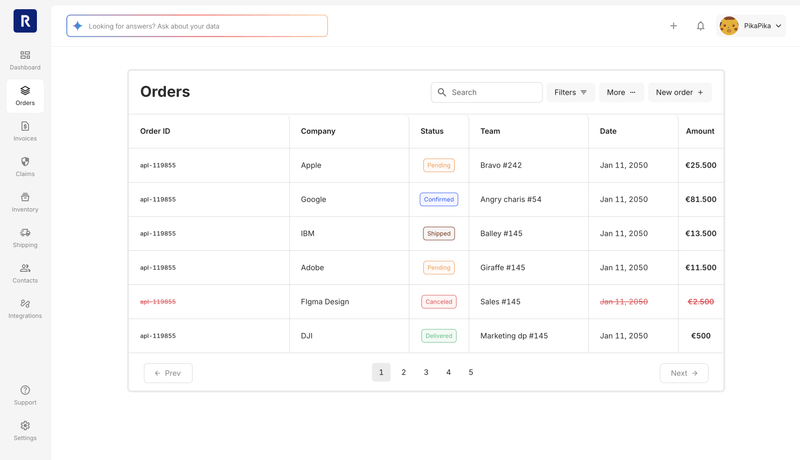 R
Looking for answers? Ask about your data
PikaPika
Dashboard
Orders
Invoices
Claims
Inventory
Shipping
Contacts
Integrations
Support
Settings
Orders
Search
Filters
More
New order
Order ID Company Status Team Date Amount
apl-119855 Apple Pending Bravo #242 Jan 11, 2050 €25.500
apl-119855 Google Confirmed Angry charis #54 Jan 11, 2050 €81.500
apl-119855 IBM Shipped Balley #145 Jan 11, 2050 €13.500
apl-119855 Adobe Pending Giraffe #145 Jan 11, 2050 €11.500
apl-119855 FIgma Design Canceled Sales #145 Jan 11, 2050 €2.500
apl-119855 DJI Delivered Marketing dp #145 Jan 11, 2050 €500
← Prev 1 2 3 4 5 Next →